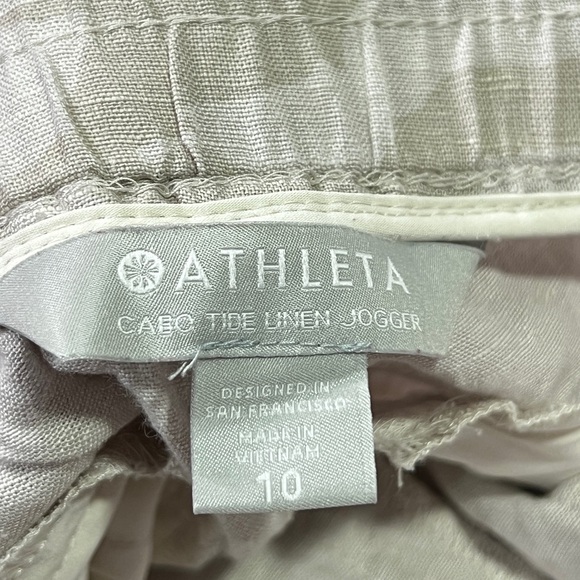 ATHLETA
CABO TIDE LINEN JOGGER
DESIGNED IN
SAN FRANCISCO
MADE IN
VIETNAM
10